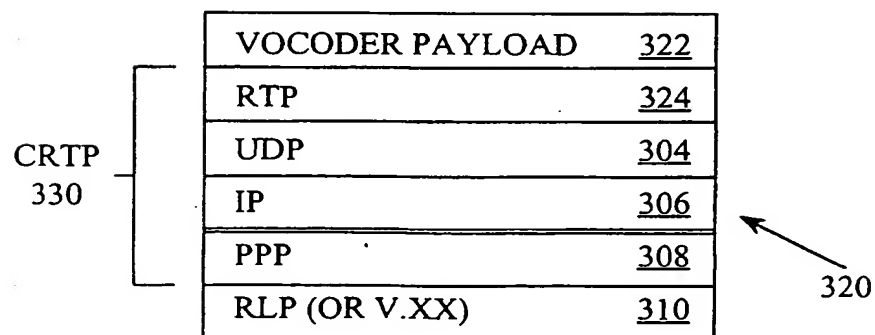 VOCODER PAYLOAD 322
RTP 324
UDP 304
IP 306
PPP 308
RLP (OR V.XX) 310
CRTP
330
320